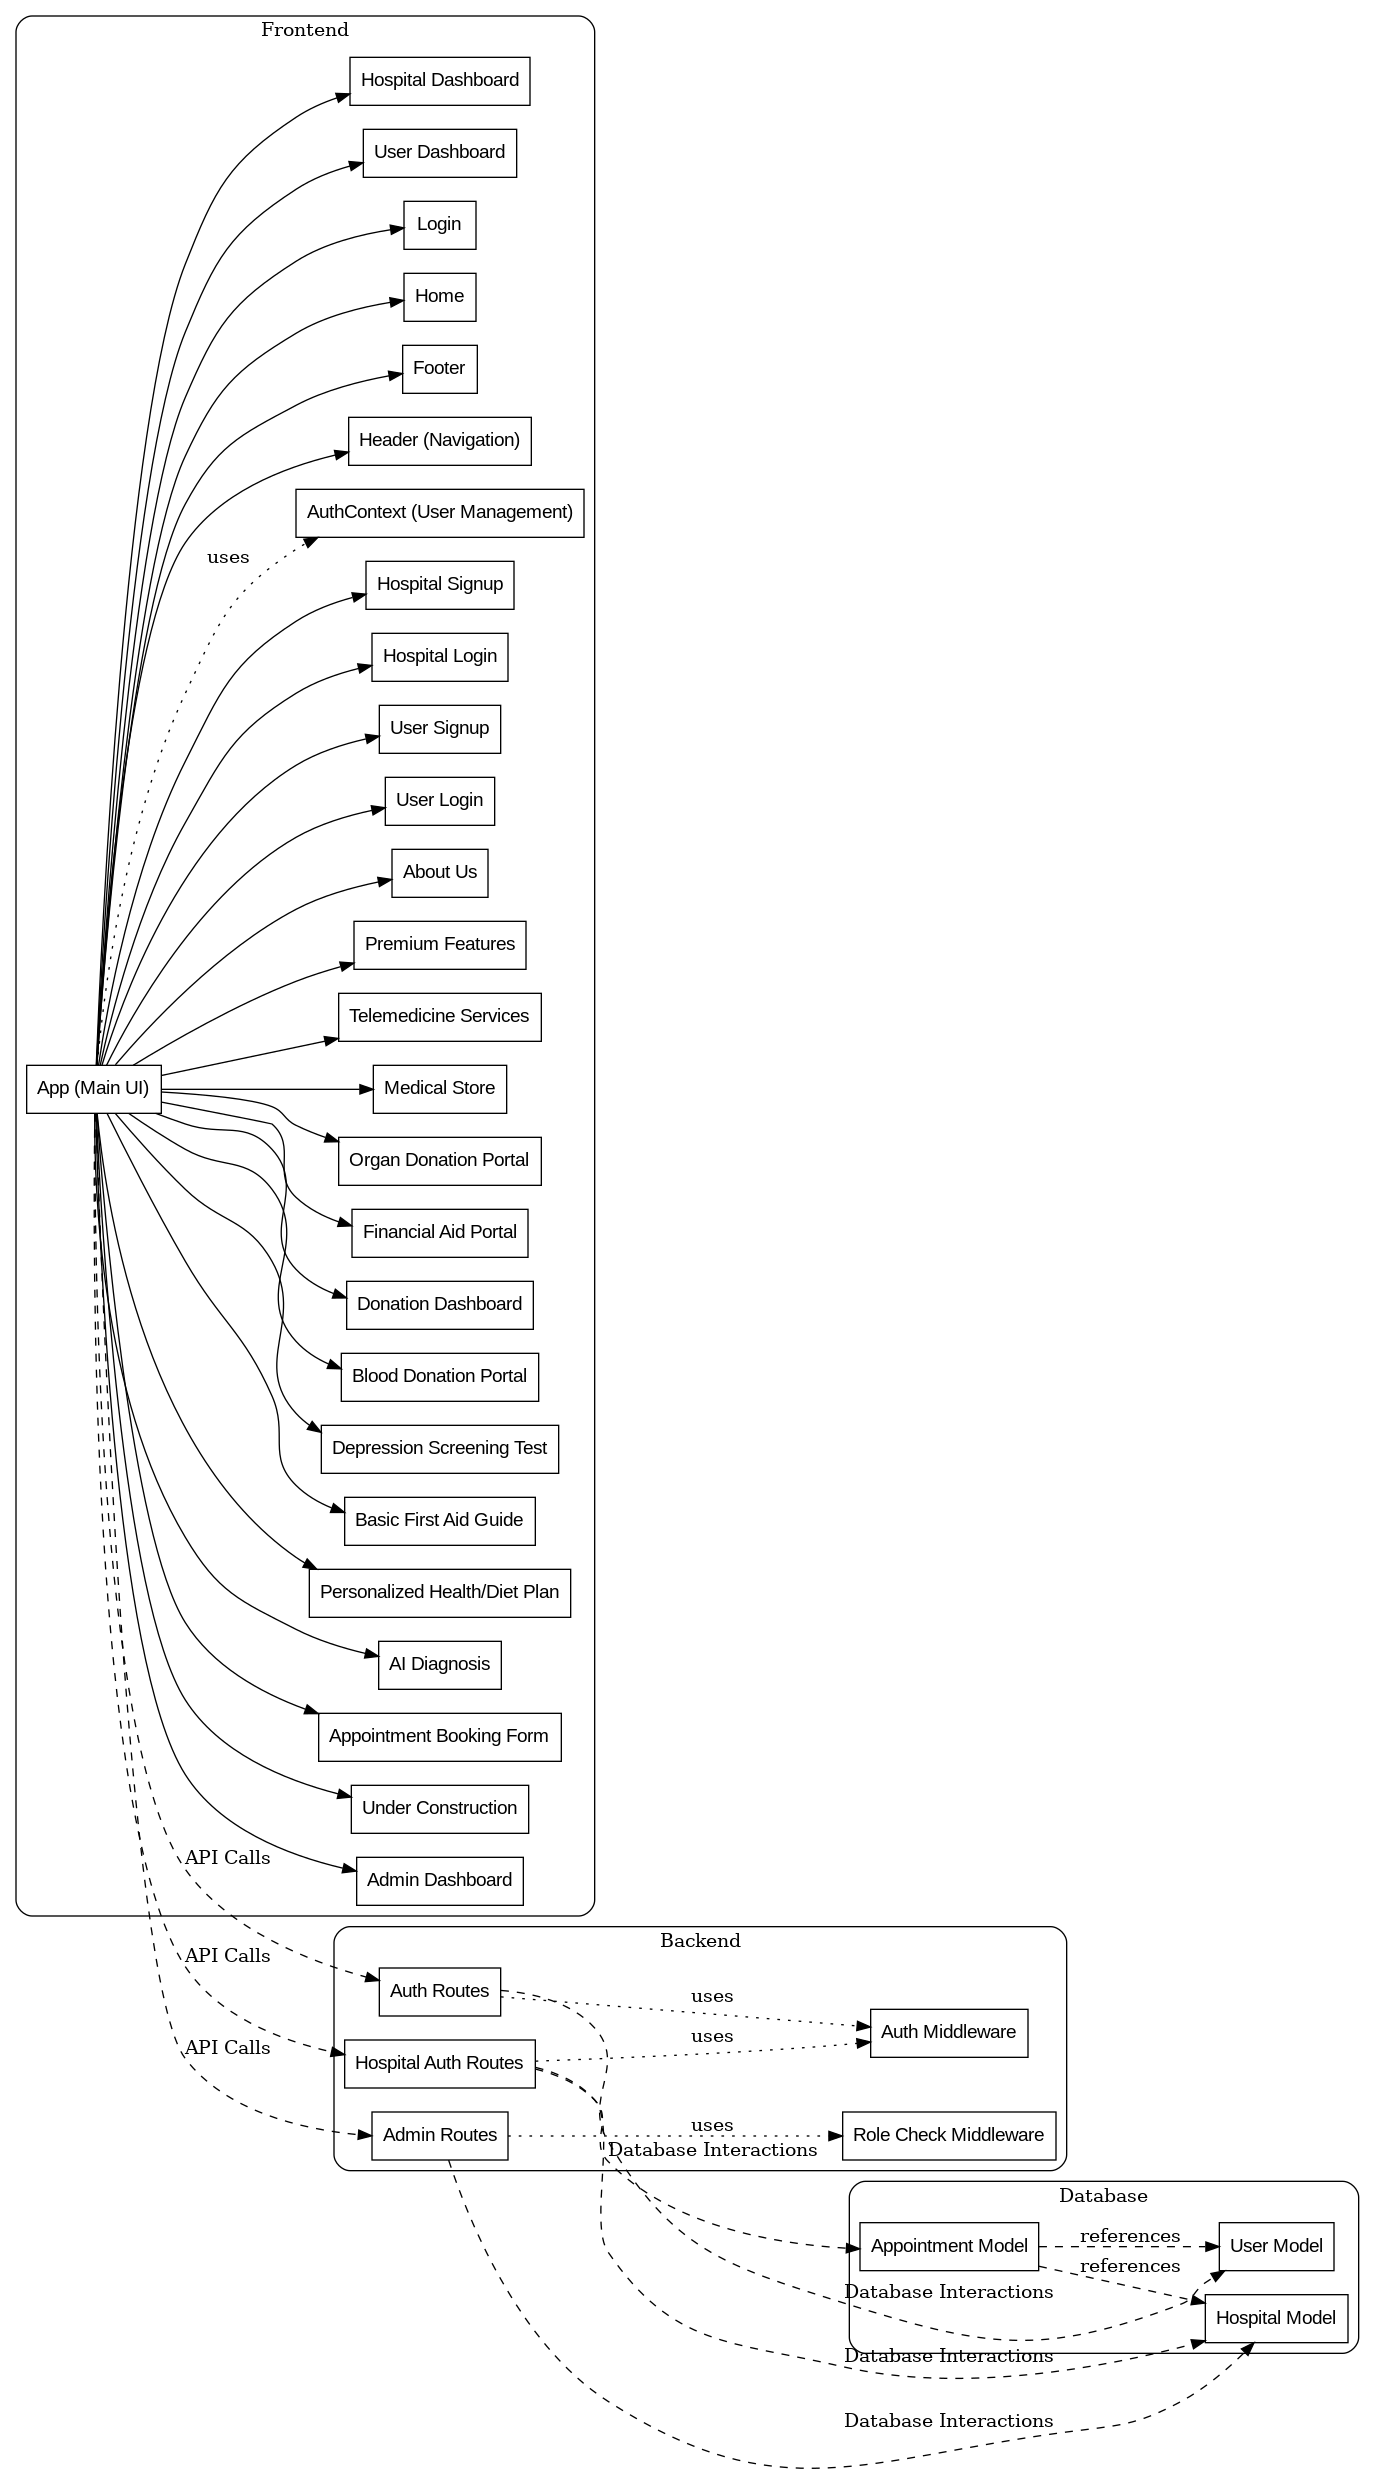 Frontend
Hospital Dashboard
User Dashboard
Login
Home
Footer
Header (Navigation)
AuthContext (User Management)
uses
Hospital Signup
Hospital Login
User Signup
User Login
About Us
Premium Features
Telemedicine Services
App (Main UI)
Medical Store
Organ Donation Portal
Financial Aid Portal
Donation Dashboard
Blood Donation Portal
Depression Screening Test
Basic First Aid Guide
Personalized Health/Diet Plan
AI Diagnosis
Appointment Booking Form
Under Construction
API Calls
Admin Dashboard
Backend
API Calls
Auth Routes
uses
Auth Middleware
uses
API Calls
Hospital Auth Routes
Admin Routes
uses
Role Check Middleware
Database Interactions
Database
Appointment Model
references
User Model
references
Database Interactions
Hospital Model
Database Interactions
Database Interactions